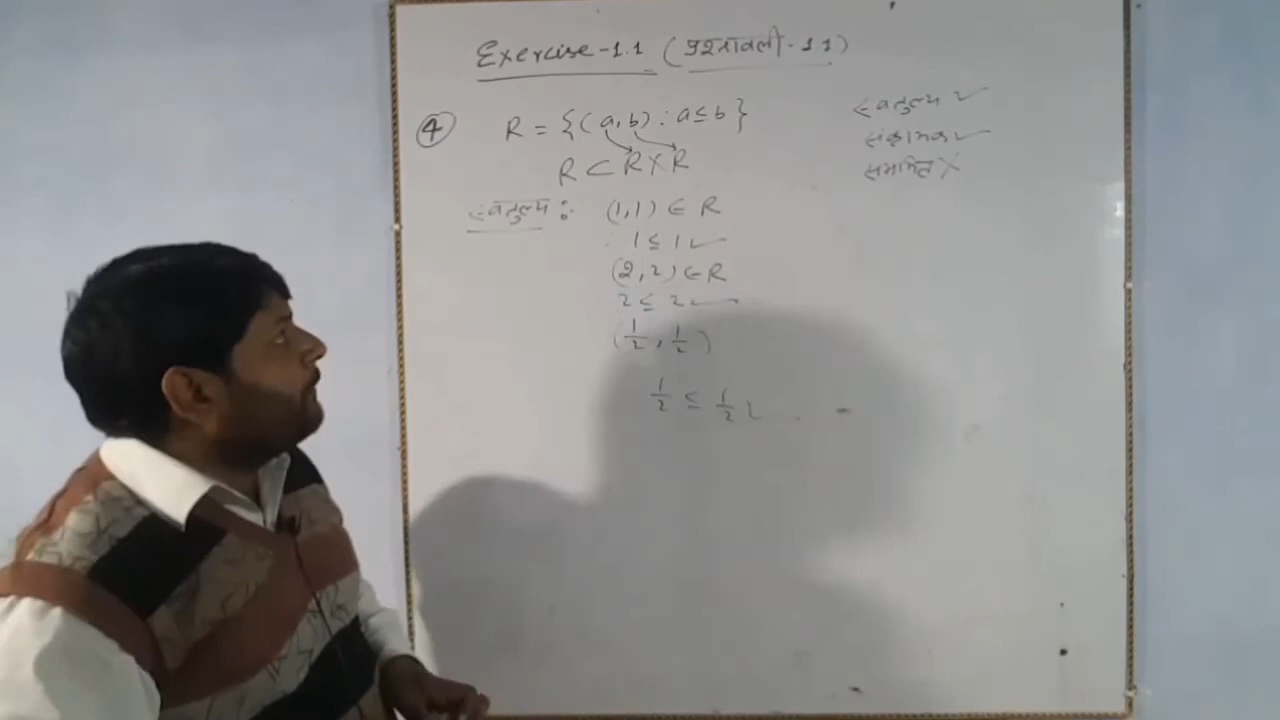 Exercise-1.1 (प्रश्नावली-1.1)
④ R = {(a,b) : a≤b}
R ⊂ R×R
स्वतुल्य ✓
संक्रामक ✓
सममित ×
स्वतुल्य : (1,1) ∈ R
∵ 1 ≤ 1 ✓
(2,2) ∈ R
2 ≤ 2 ✓
(1/2, 1/2)
1/2 ≤ 1/2